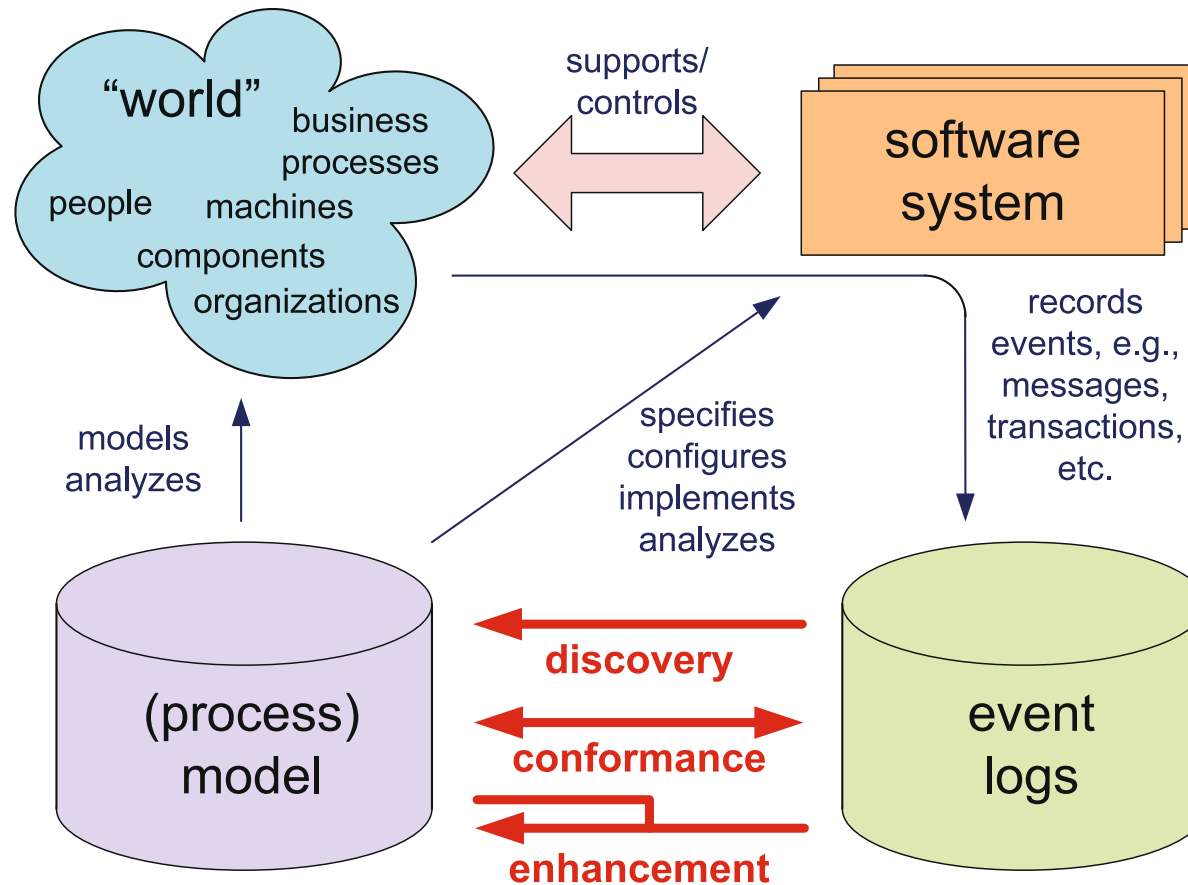 “world”
business
processes
people
machines
components
organizations
supports/
controls
software
system
records
events, e.g.,
messages,
transactions,
etc.
models
analyzes
specifies
configures
implements
analyzes
(process)
model
discovery
conformance
enhancement
event
logs